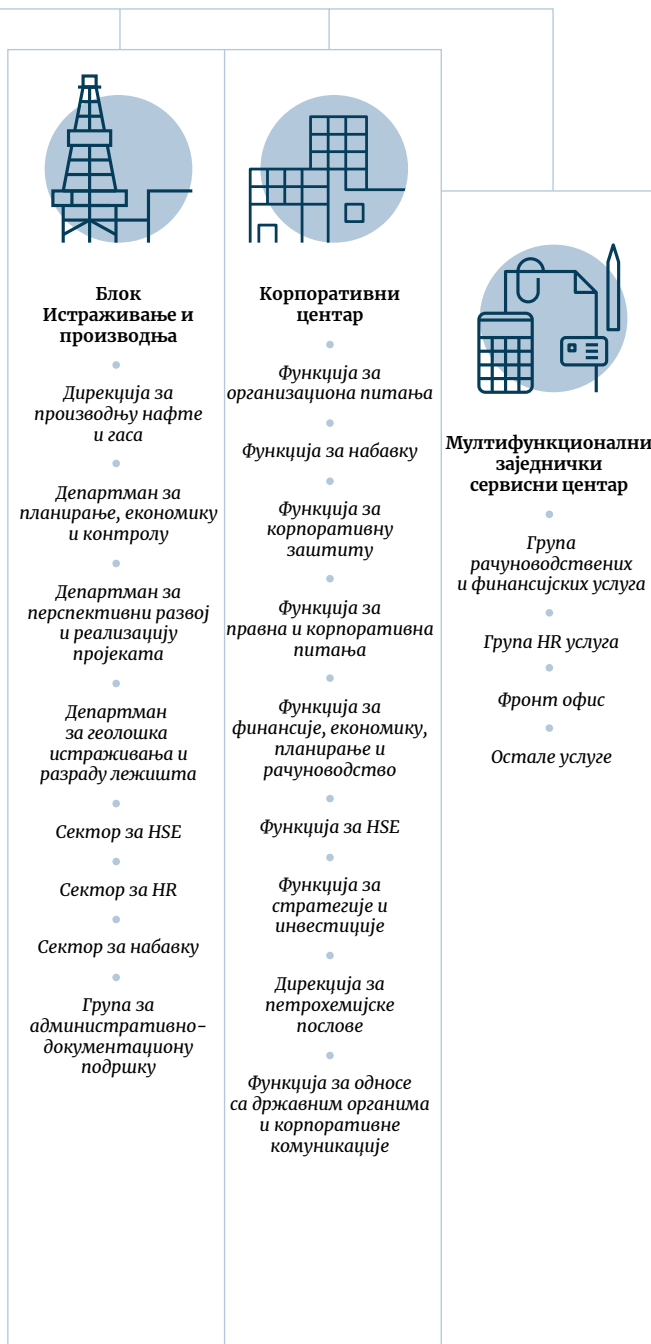 Блок
Истраживање и
производња
Дирекција за
производњу нафте
и гаса
Департман за
планирање, економику
и контролу
Департман за
перспективни развој
и реализацију
пројеката
Департман
за геолошка
истраживања и
разраду лежишта
Сектор за HSE
Сектор за HR
Сектор за набавку
Група за
административно-
документациону
подршку
Корпоративни
центар
Функција за
организациона питања
Функција за набавку
Функција за
корпоративну
заштиту
Функција за
правна и корпоративна
питања
Функција за
финансије, економику,
планирање и
рачуноводство
Функција за HSE
Функција за
стратегије и
инвестиције
Дирекција за
петрохемијске
послове
Функција за односе
са државним органима
и корпоративне
комуникације
Мултифункционални
заједнички
сервисни центар
Група
рачуноводствених
и финансијских услуга
Група HR услуга
Фронт офис
Остале услуге